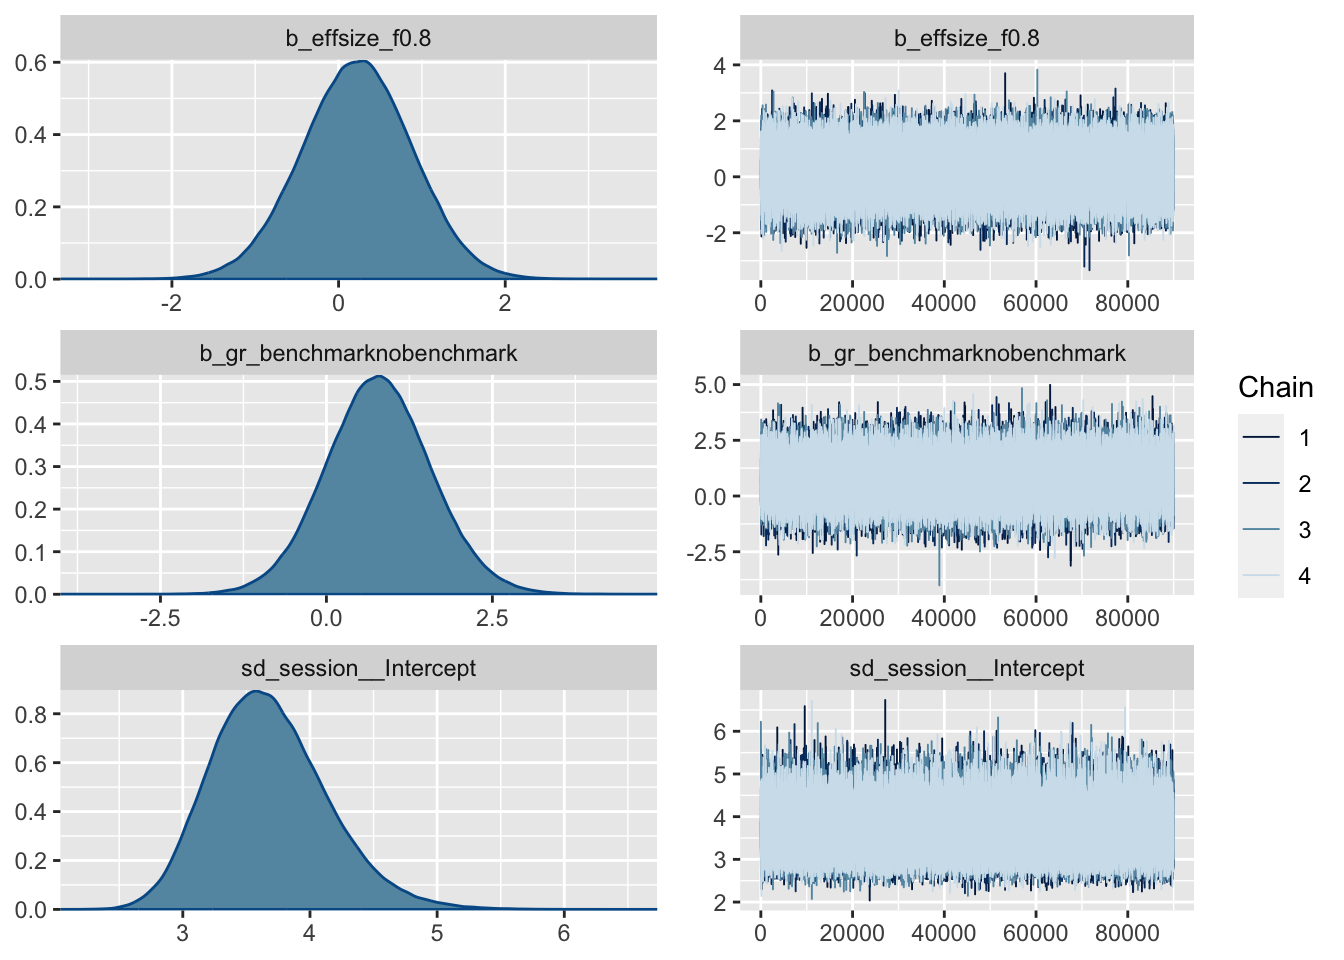 b_effsize_f0.8
0.6
0.4
0.2
0.0
-2 0 2
b_effsize_f0.8
4
2
0
-2
0 20000 40000 60000 80000
b_gr_benchmarknobenchmark
0.5
0.4
0.3
0.2
0.1
0.0
-2.5 0.0 2.5
b_gr_benchmarknobenchmark
5.0
2.5
0.0
-2.5
0 20000 40000 60000 80000
sd_session__Intercept
0.8
0.6
0.4
0.2
0.0
3 4 5 6
sd_session__Intercept
6
5
4
3
2
0 20000 40000 60000 80000
Chain
1
2
3
4